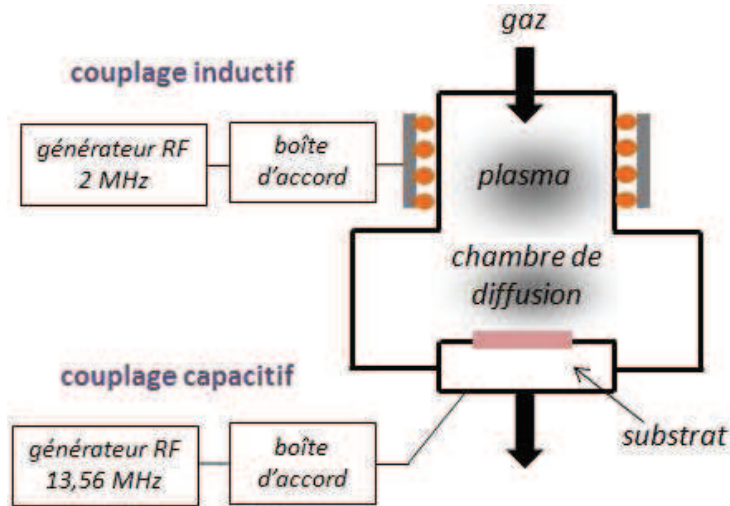 gaz
couplage inductif
générateur RF
2 MHz
boîte
d'accord
plasma
chambre de
diffusion
couplage capacitif
générateur RF
13,56 MHz
boîte
d'accord
substrat